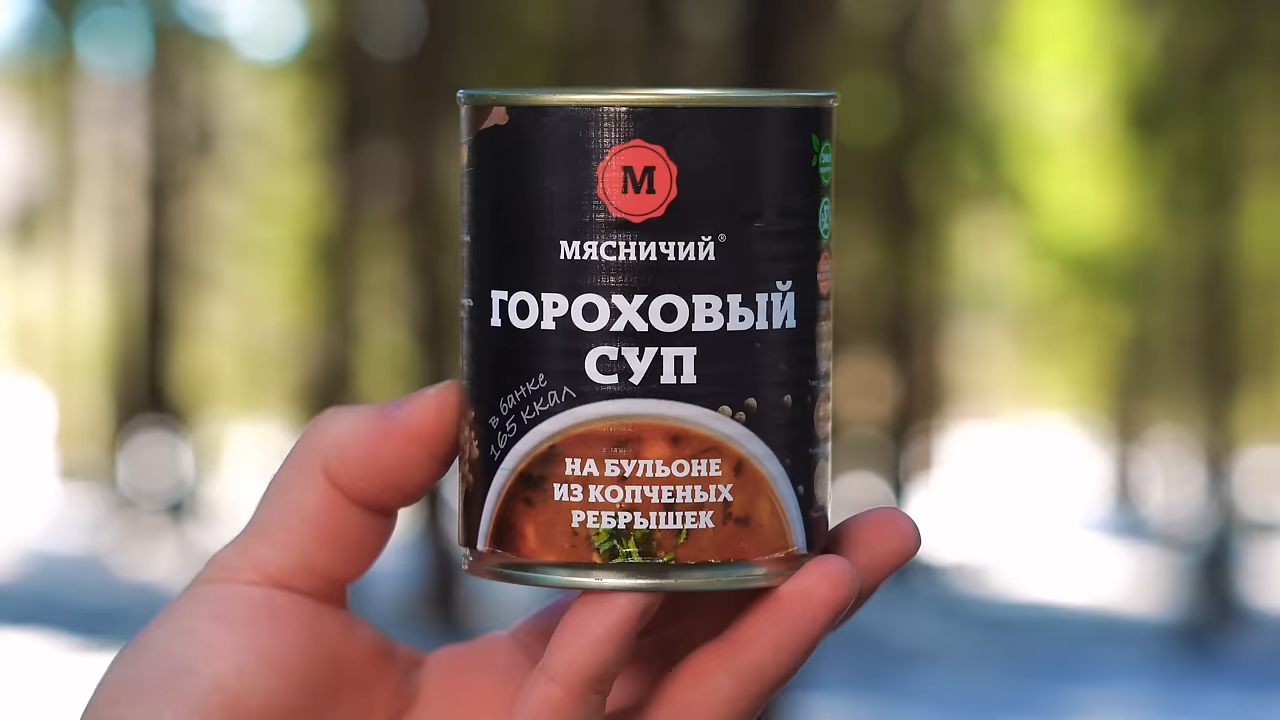 М
МЯСНИЧИЙ®
ГОРОХОВЫЙ
СУП
в банке
165 ккал
НА БУЛЬОНЕ
ИЗ КОПЧЕНЫХ
РЕБРЫШЕК